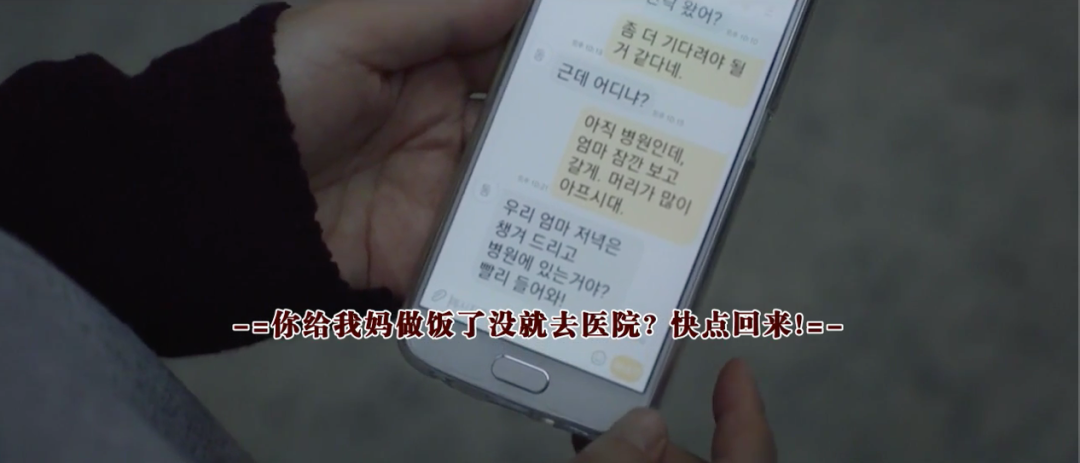 왔어?
좀 더 기다려야 될
거 같다네.
근데 어디냐?
아직 병원인데,
엄마 잠깐 보고
갈게. 머리가 많이
아프시대.
우리 엄마 저녁은
챙겨 드리고
병원에 있는거야?
빨리 들어와!
-=你给我妈做饭了没就去医院？快点回来!=-